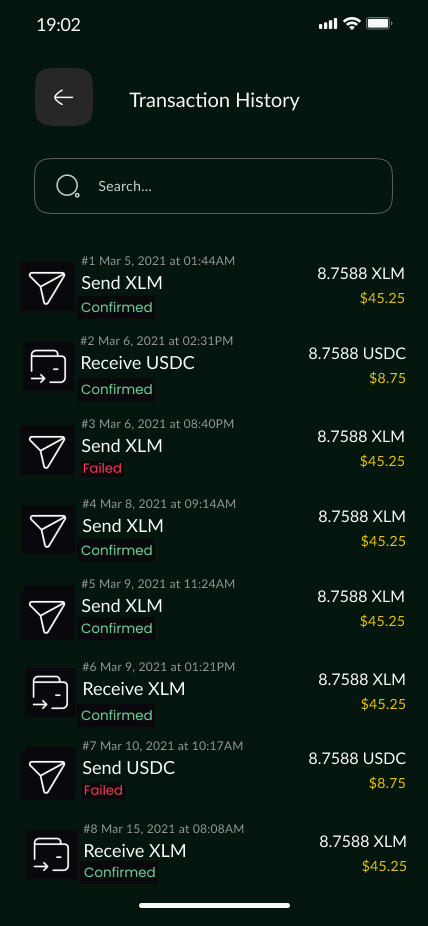 19:02
Transaction History
Search...
#1 Mar 5, 2021 at 01:44AM
Send XLM
Confirmed
8.7588 XLM
$45.25
#2 Mar 6, 2021 at 02:31PM
Receive USDC
Confirmed
8.7588 USDC
$8.75
#3 Mar 6, 2021 at 08:40PM
Send XLM
Failed
8.7588 XLM
$45.25
#4 Mar 8, 2021 at 09:14AM
Send XLM
Confirmed
8.7588 XLM
$45.25
#5 Mar 9, 2021 at 11:24AM
Send XLM
Confirmed
8.7588 XLM
$45.25
#6 Mar 9, 2021 at 01:21PM
Receive XLM
Confirmed
8.7588 XLM
$45.25
#7 Mar 10, 2021 at 10:17AM
Send USDC
Failed
8.7588 USDC
$8.75
#8 Mar 15, 2021 at 08:08AM
Receive XLM
Confirmed
8.7588 XLM
$45.25